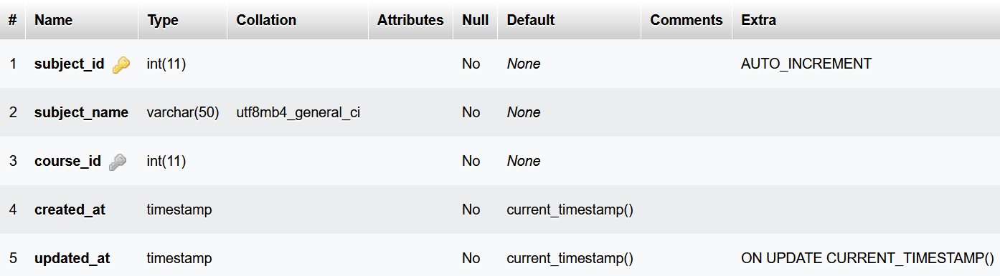 # Name Type Collation Attributes Null Default Comments Extra
1 subject_id int(11) No None AUTO_INCREMENT
2 subject_name varchar(50) utf8mb4_general_ci No None
3 course_id int(11) No None
4 created_at timestamp No current_timestamp()
5 updated_at timestamp No current_timestamp() ON UPDATE CURRENT_TIMESTAMP()